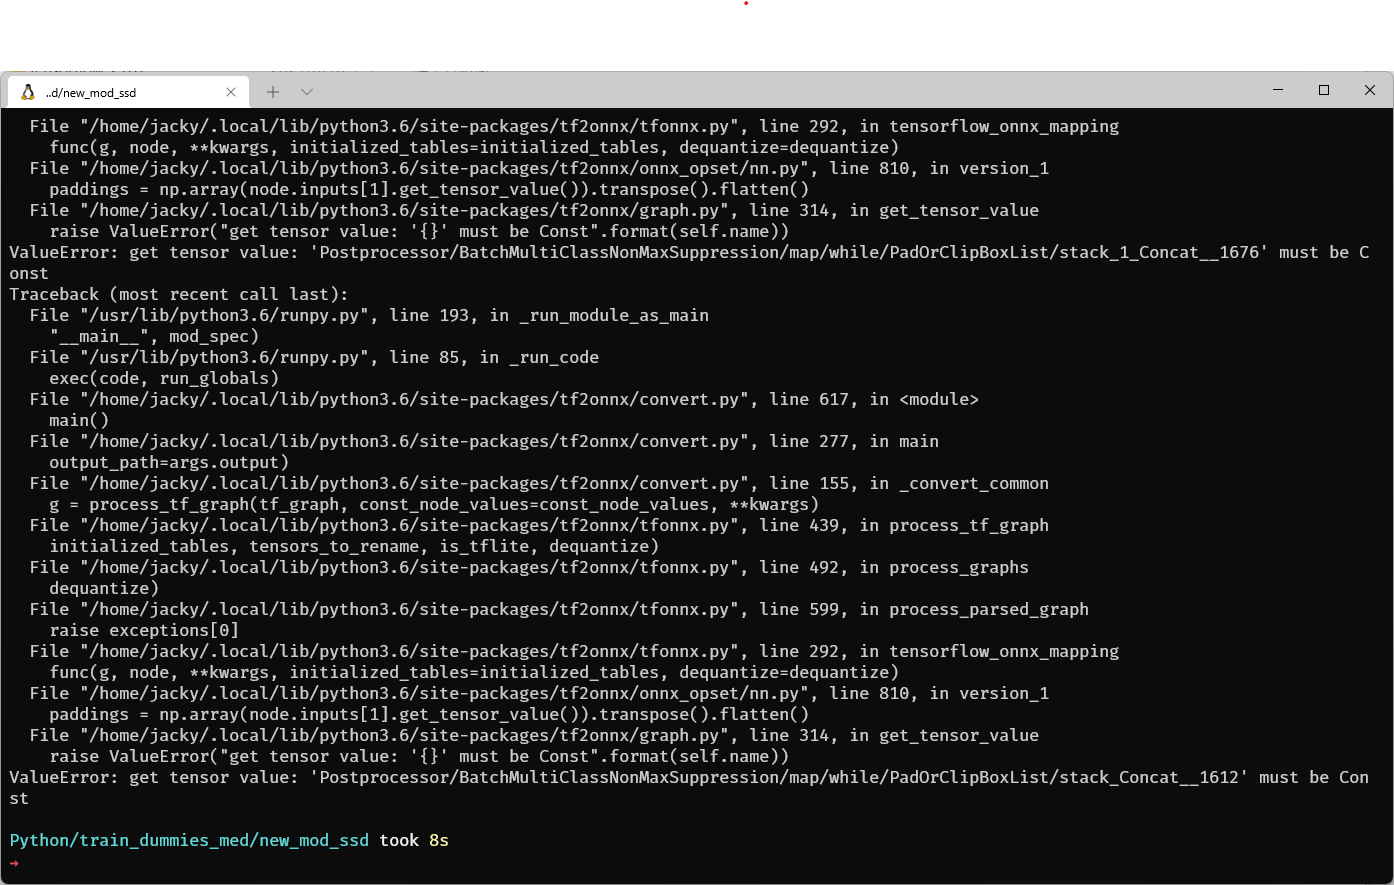 ..d/new_mod_ssd
File "/home/jacky/.local/lib/python3.6/site-packages/tf2onnx/tfonnx.py", line 292, in tensorflow_onnx_mapping
func(g, node, **kwargs, initialized_tables=initialized_tables, dequantize=dequantize)
File "/home/jacky/.local/lib/python3.6/site-packages/tf2onnx/onnx_opset/nn.py", line 810, in version_1
paddings = np.array(node.inputs[1].get_tensor_value()).transpose().flatten()
File "/home/jacky/.local/lib/python3.6/site-packages/tf2onnx/graph.py", line 314, in get_tensor_value
raise ValueError("get tensor value: '{}' must be Const".format(self.name))
ValueError: get tensor value: 'Postprocessor/BatchMultiClassNonMaxSuppression/map/while/PadOrClipBoxList/stack_1_Concat__1676' must be C
onst
Traceback (most recent call last):
File "/usr/lib/python3.6/runpy.py", line 193, in _run_module_as_main
"__main__", mod_spec)
File "/usr/lib/python3.6/runpy.py", line 85, in _run_code
exec(code, run_globals)
File "/home/jacky/.local/lib/python3.6/site-packages/tf2onnx/convert.py", line 617, in <module>
main()
File "/home/jacky/.local/lib/python3.6/site-packages/tf2onnx/convert.py", line 277, in main
output_path=args.output)
File "/home/jacky/.local/lib/python3.6/site-packages/tf2onnx/convert.py", line 155, in _convert_common
g = process_tf_graph(tf_graph, const_node_values=const_node_values, **kwargs)
File "/home/jacky/.local/lib/python3.6/site-packages/tf2onnx/tfonnx.py", line 439, in process_tf_graph
initialized_tables, tensors_to_rename, is_tflite, dequantize)
File "/home/jacky/.local/lib/python3.6/site-packages/tf2onnx/tfonnx.py", line 492, in process_graphs
dequantize)
File "/home/jacky/.local/lib/python3.6/site-packages/tf2onnx/tfonnx.py", line 599, in process_parsed_graph
raise exceptions[0]
File "/home/jacky/.local/lib/python3.6/site-packages/tf2onnx/tfonnx.py", line 292, in tensorflow_onnx_mapping
func(g, node, **kwargs, initialized_tables=initialized_tables, dequantize=dequantize)
File "/home/jacky/.local/lib/python3.6/site-packages/tf2onnx/onnx_opset/nn.py", line 810, in version_1
paddings = np.array(node.inputs[1].get_tensor_value()).transpose().flatten()
File "/home/jacky/.local/lib/python3.6/site-packages/tf2onnx/graph.py", line 314, in get_tensor_value
raise ValueError("get tensor value: '{}' must be Const".format(self.name))
ValueError: get tensor value: 'Postprocessor/BatchMultiClassNonMaxSuppression/map/while/PadOrClipBoxList/stack_Concat__1612' must be Con
st
Python/train_dummies_med/new_mod_ssd took 8s
→